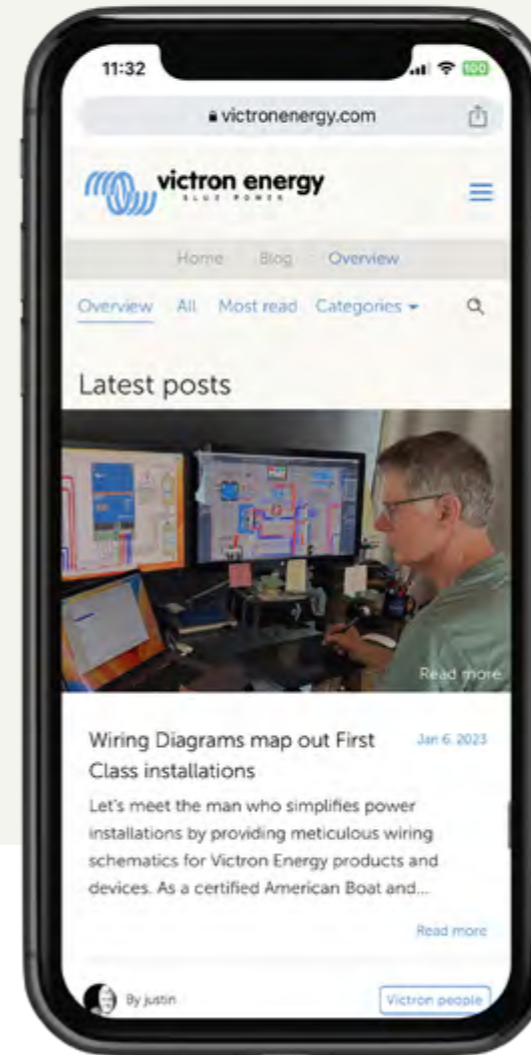 11:32
100
victronenergy.com
victron energy
BLUE POWER
Home Blog Overview
Overview All Most read Categories
Latest posts
Read more
Wiring Diagrams map out First
Class installations
Jan 6, 2023
Let's meet the man who simplifies power
installations by providing meticulous wiring
schematics for Victron Energy products and
devices. As a certified American Boat and...
Read more
By justin
Victron people